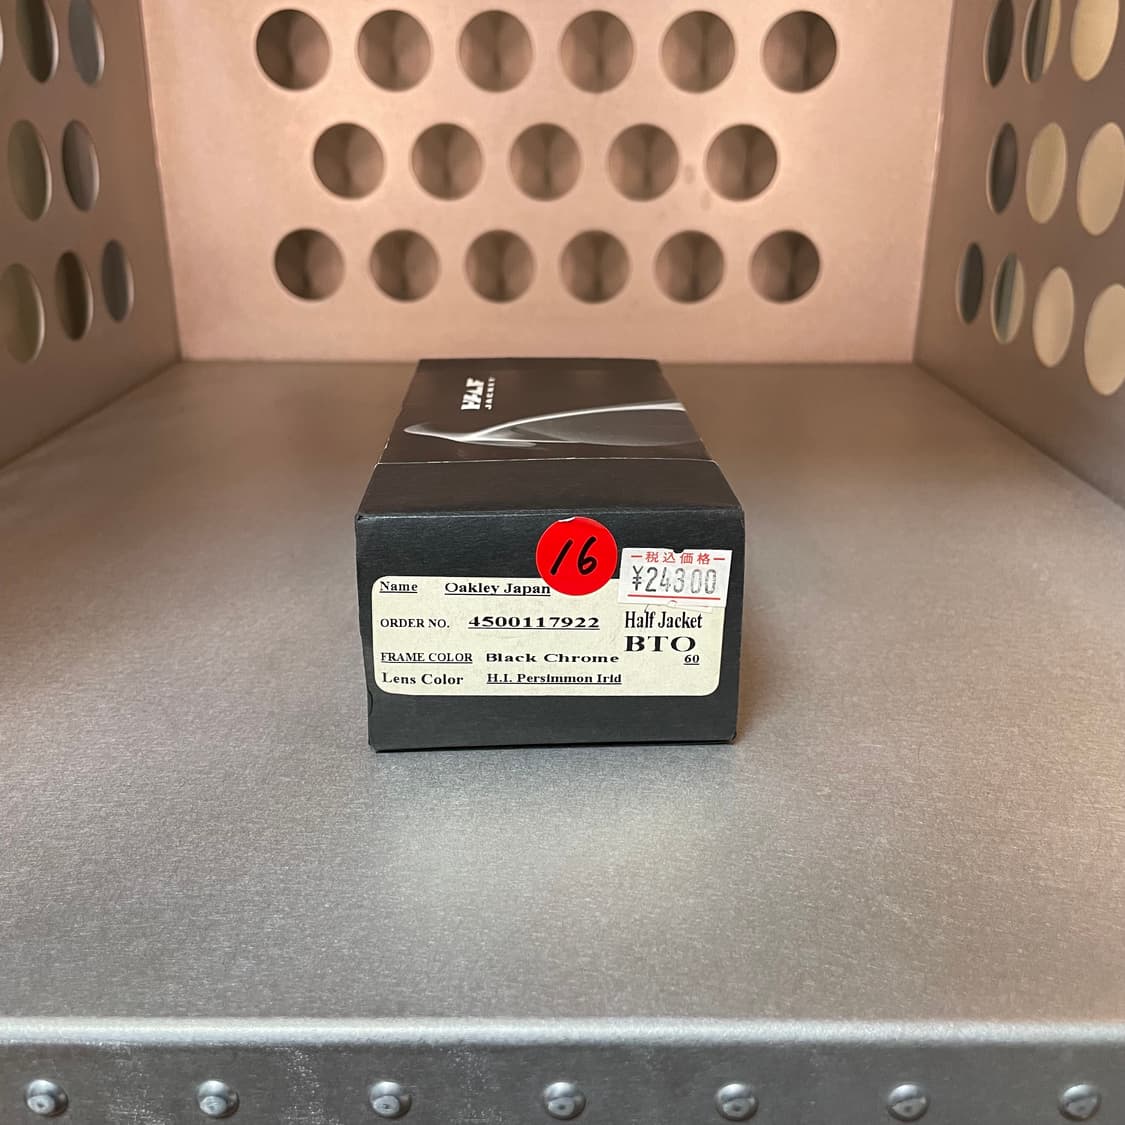 HALF
JACKET
16
税込価格
¥24300
Name Oakley Japan
ORDER NO. 4500117922 Half Jacket
BTO
FRAME COLOR Black Chrome 60
Lens Color H.I. Persimmon Irid